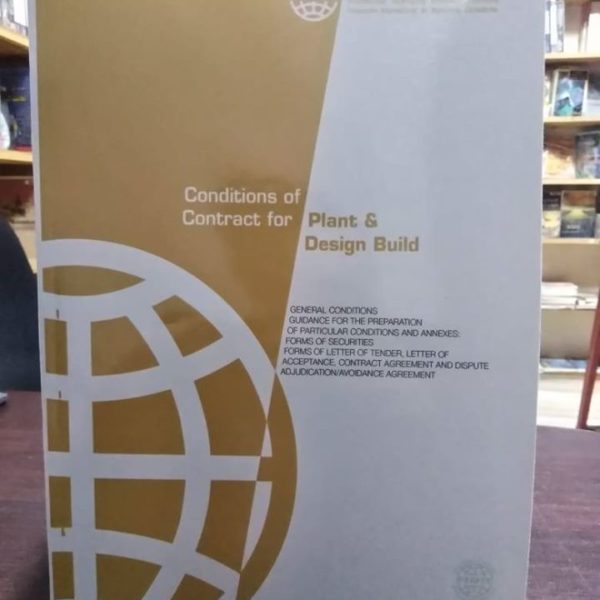 Conditions of
Contract for Plant &
Design Build
GENERAL CONDITIONS
GUIDANCE FOR THE PREPARATION
OF PARTICULAR CONDITIONS AND ANNEXES:
FORMS OF SECURITIES
FORMS OF LETTER OF TENDER, LETTER OF
ACCEPTANCE, CONTRACT AGREEMENT AND DISPUTE
ADJUDICATION/AVOIDANCE AGREEMENT